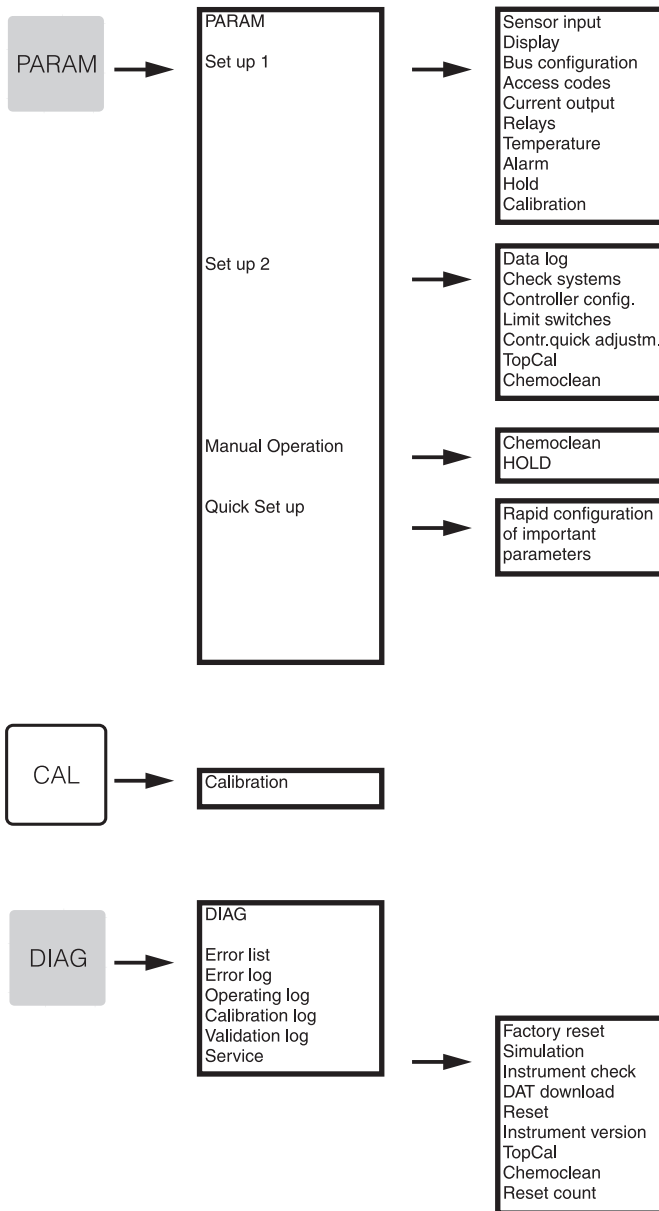 PARAM
PARAM
Set up 1
Sensor input
Display
Bus configuration
Access codes
Current output
Relays
Temperature
Alarm
Hold
Calibration
Set up 2
Data log
Check systems
Controller config.
Limit switches
Contr.quick adjustm.
TopCal
Chemoclean
Manual Operation
Chemoclean
HOLD
Quick Set up
Rapid configuration
of important
parameters
CAL
Calibration
DIAG
DIAG
Error list
Error log
Operating log
Calibration log
Validation log
Service
Factory reset
Simulation
Instrument check
DAT download
Reset
Instrument version
TopCal
Chemoclean
Reset count